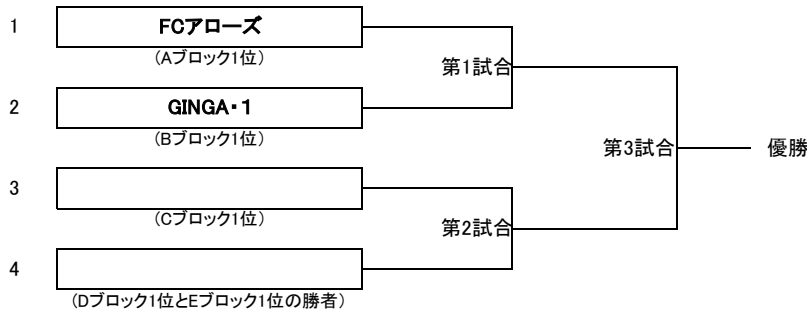 1
FCアローズ
(Aブロック1位)
第1試合
2
GINGA・1
(Bブロック1位)
第3試合
優勝
3
(Cブロック1位)
第2試合
4
(Dブロック1位とEブロック1位の勝者)